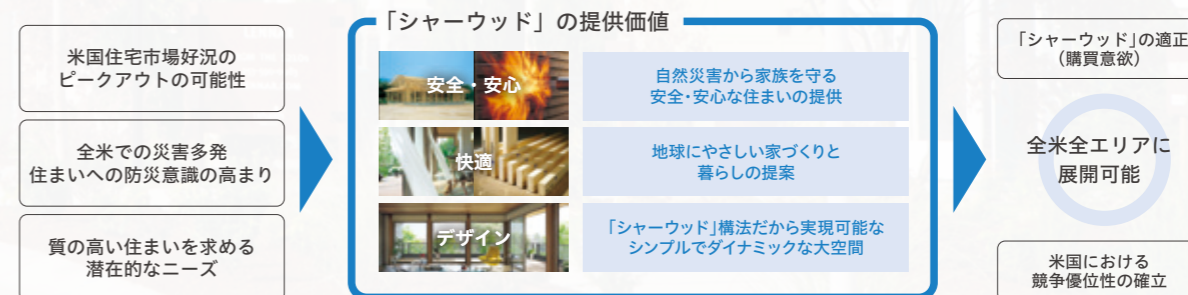 米国住宅市場好況の
ピークアウトの可能性
全米での災害多発
住まいへの防災意識の高まり
質の高い住まいを求める
潜在的なニーズ
「シャーウッド」の提供価値
安全・安心
自然災害から家族を守る
安全・安心な住まいの提供
快適
地球にやさしい家づくりと
暮らしの提案
デザイン
「シャーウッド」構法だから実現可能な
シンプルでダイナミックな大空間
「シャーウッド」の適正
（購買意欲）
全米全エリアに
展開可能
米国における
競争優位性の確立